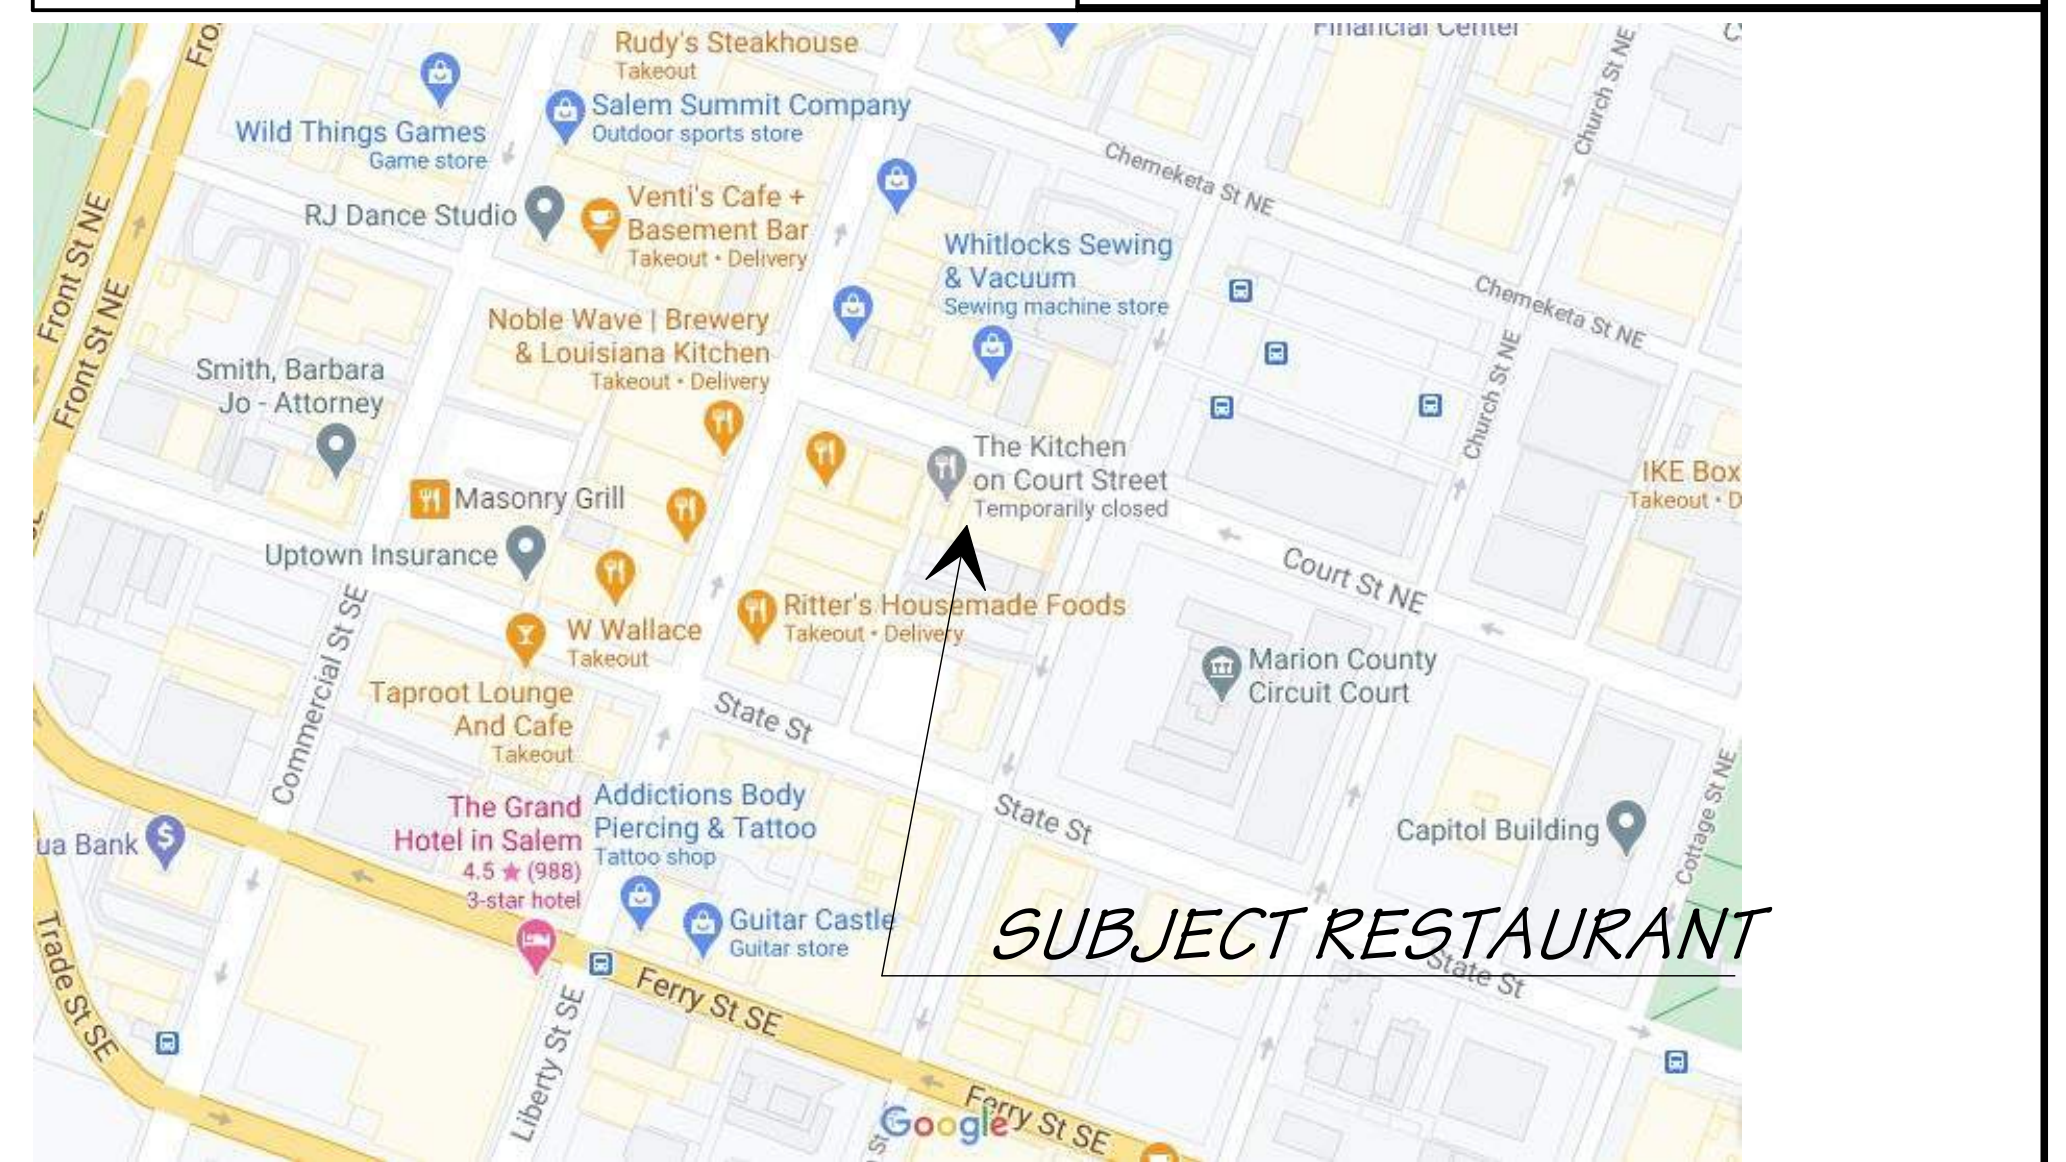 Fro
Rudy's Steakhouse
Takeout
Financial Center
Church St NE
Wild Things Games
Game store
Salem Summit Company
Outdoor sports store
Chemeketa St NE
RJ Dance Studio
Venti's Cafe +
Basement Bar
Takeout • Delivery
Front St NE
Front St NE
Whitlocks Sewing
& Vacuum
Sewing machine store
Chemeketa St NE
Noble Wave | Brewery
& Louisiana Kitchen
Takeout • Delivery
Smith, Barbara
Jo - Attorney
Church St NE
The Kitchen
on Court Street
Temporarily closed
IKE Box
Takeout • D
Masonry Grill
Uptown Insurance
Court St NE
Commercial St SE
Ritter's Housemade Foods
Takeout • Delivery
W Wallace
Takeout
Marion County
Circuit Court
Taproot Lounge
And Cafe
Takeout
State St
State St
The Grand
Hotel in Salem
4.5 ★ (988)
3-star hotel
Addictions Body
Piercing & Tattoo
Tattoo shop
Capitol Building
Cottage St NE
ua Bank
Guitar Castle
Guitar store
SUBJECT RESTAURANT
State St
Trade St SE
Ferry St SE
Liberty St SE
Google
Ferry St SE
St